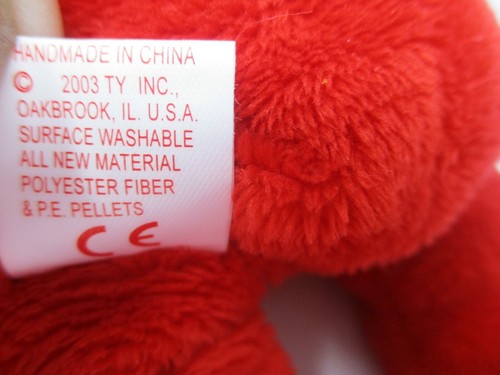 HANDMADE IN CHINA
© 2003 TY INC.,
OAKBROOK, IL. U.S.A.
SURFACE WASHABLE
ALL NEW MATERIAL
POLYESTER FIBER
& P.E. PELLETS
CE